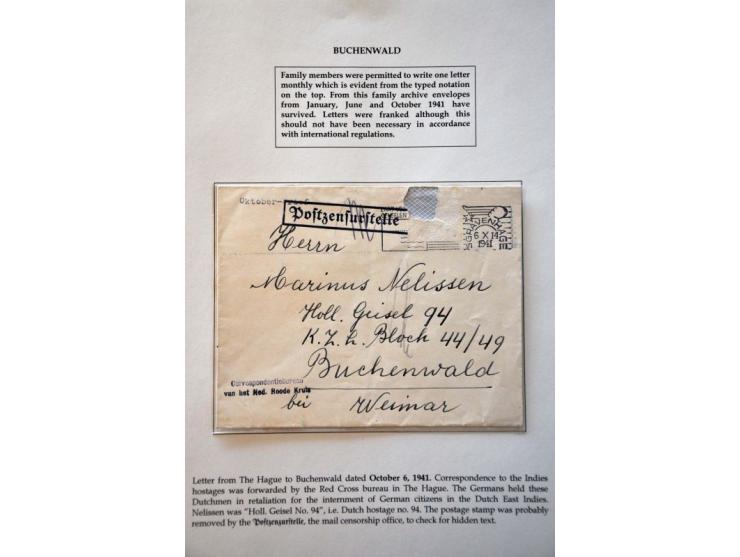 BUCHENWALD
Family members were permitted to write one letter
monthly which is evident from the typed notation
on the top. From this family archive envelopes
from January, June and October 1941 have
survived. Letters were franked although this
should not have been necessary in accordance
with international regulations.
Postzensurstelle
'S GRAVENHAGE
6 X 14
1941
Herrn
Marinus Nelissen
Holl. Geisel 94
K.Z.L. Block 44/49
Buchenwald
Correspondentiebureau
van het Ned. Roode Kruis
bei Weimar
Letter from The Hague to Buchenwald dated October 6, 1941. Correspondence to the Indies
hostages was forwarded by the Red Cross bureau in The Hague. The Germans held these
Dutchmen in retaliation for the internment of German citizens in the Dutch East Indies.
Nelissen was "Holl. Geisel No. 94", i.e. Dutch hostage no. 94. The postage stamp was probably
removed by the Postzensurstelle, the mail censorship office, to check for hidden text.